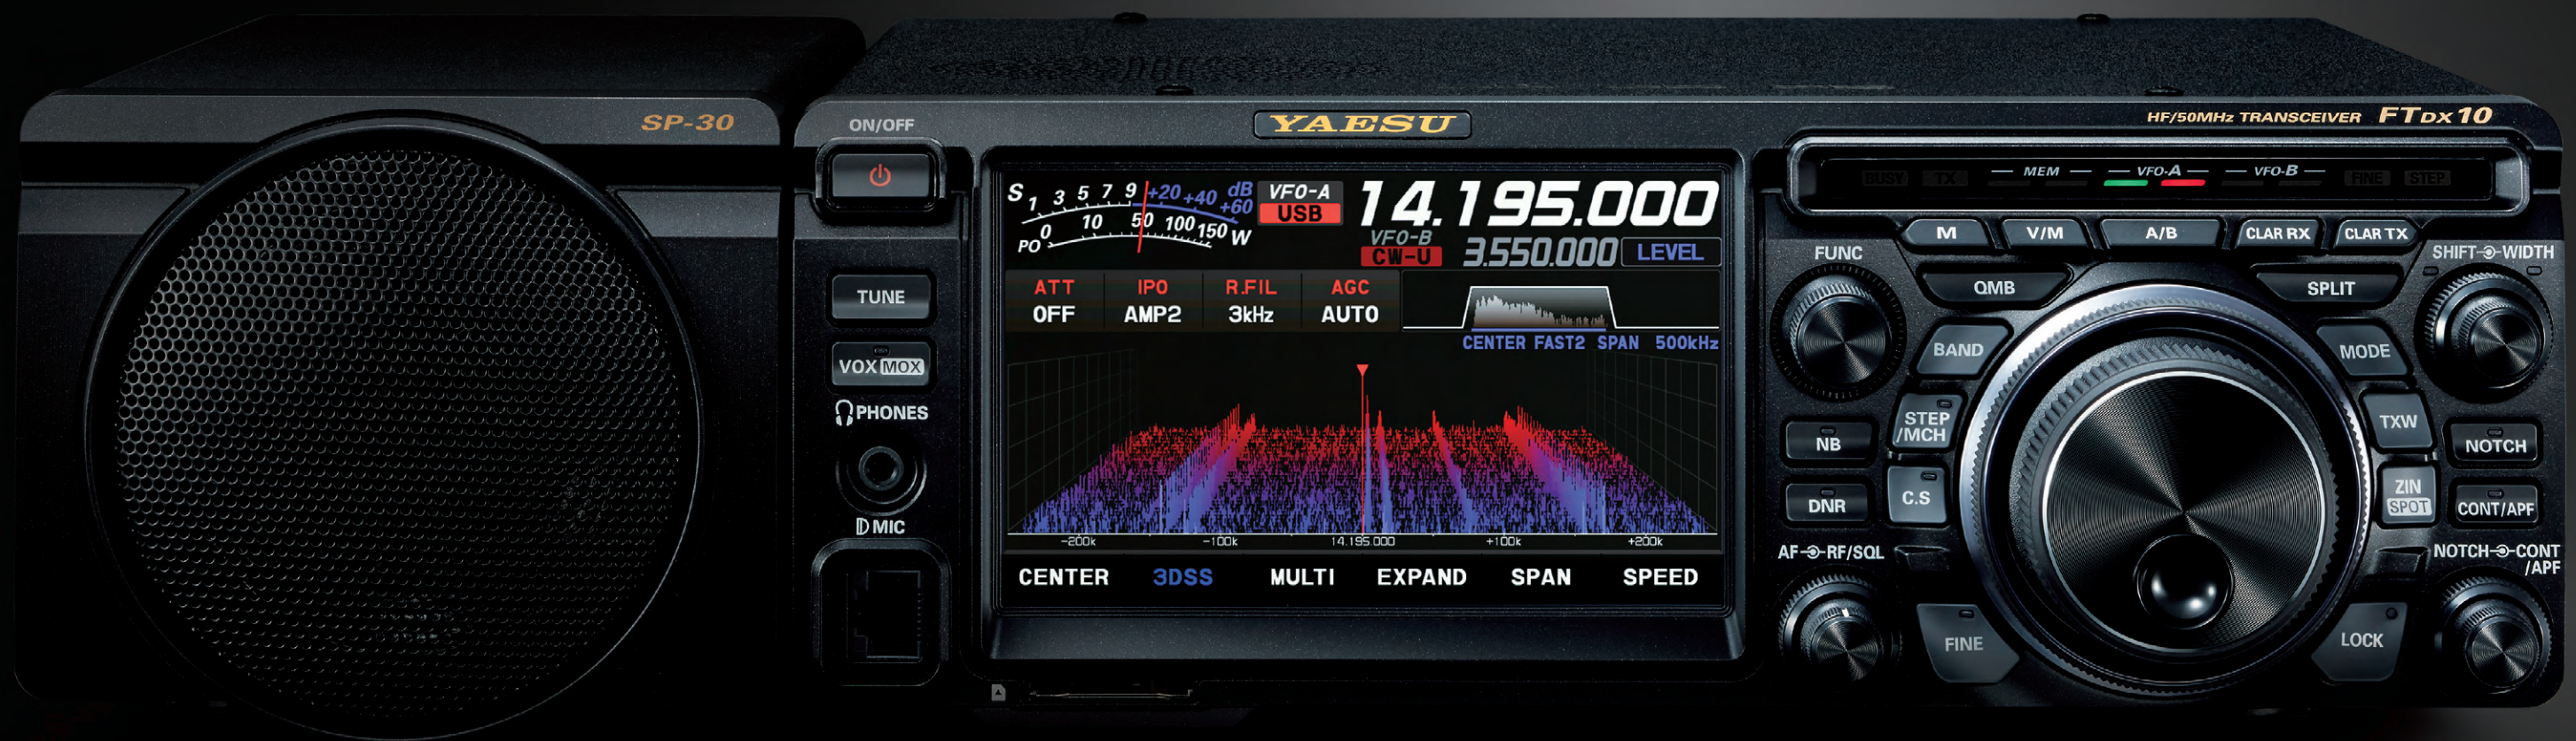 SP-30
ON/OFF
YAESU
HF/50MHz TRANSCEIVER FTDX10
TUNE
VOX MOX
PHONES
MIC
S 1 3 5 7 9 +20 +40 +60 dB
PO 0 10 50 100 150 W
VFO-A
USB
14.195.000
VFO-B
CW-U
3.550.000
LEVEL
ATT IPO R.FIL AGC
OFF AMP2 3kHz AUTO
CENTER FAST2 SPAN 500kHz
-200k -100k 14.195.000 +100k +200k
CENTER 3DSS MULTI EXPAND SPAN SPEED
BUSY TX MEM VFO-A VFO-B FINE STEP
M V/M A/B CLAR RX CLAR TX
FUNC
SHIFT WIDTH
QMB SPLIT
BAND MODE
STEP
/MCH
TXW
NB NOTCH
C.S
ZIN
SPOT
DNR CONT/APF
AF RF/SQL
NOTCH CONT
/APF
FINE LOCK